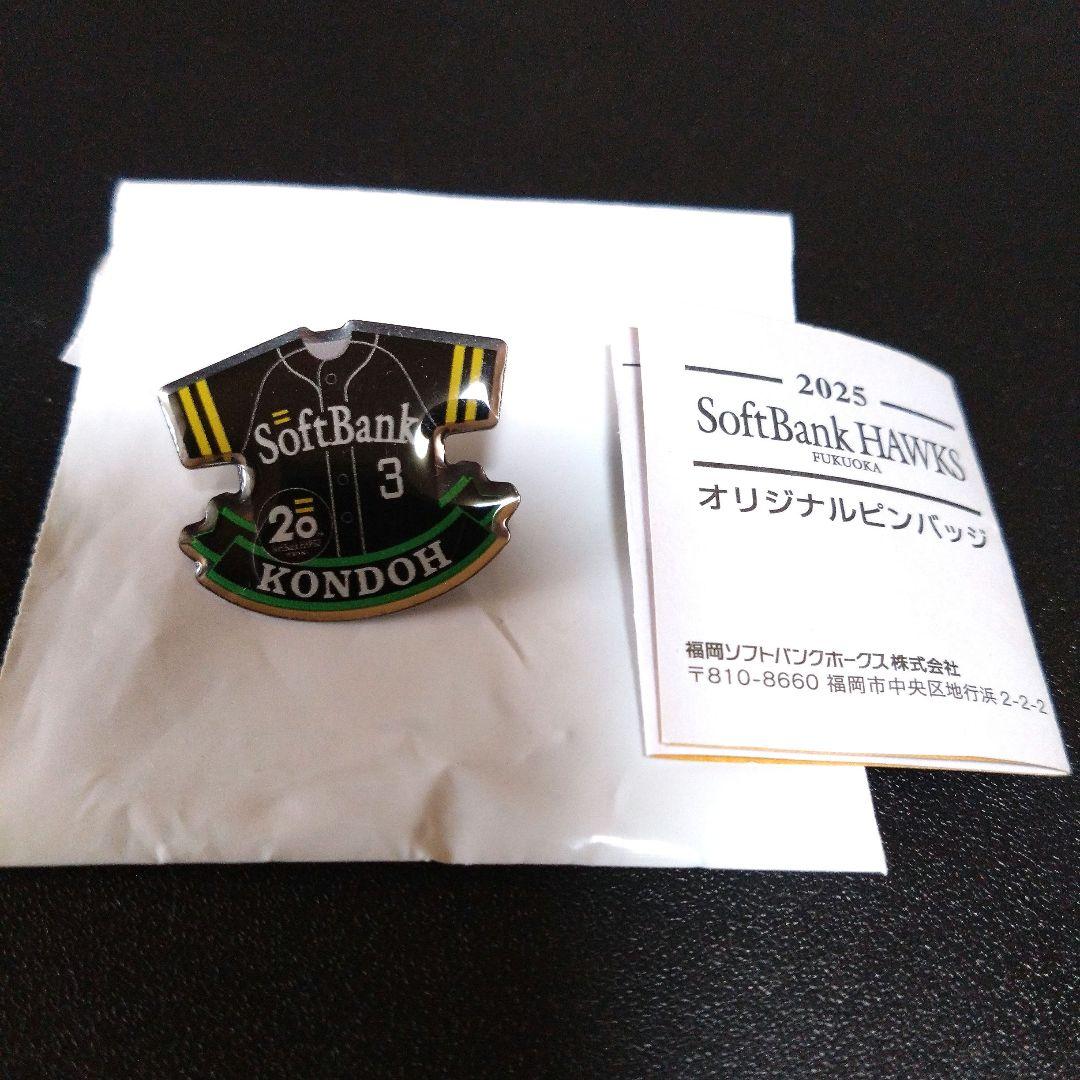 SoftBank
3
20
KONDOH
2025
SoftBank HAWKS
FUKUOKA
オリジナルピンバッジ
福岡ソフトバンクホークス株式会社
〒810-8660 福岡市中央区地行浜2-2-2